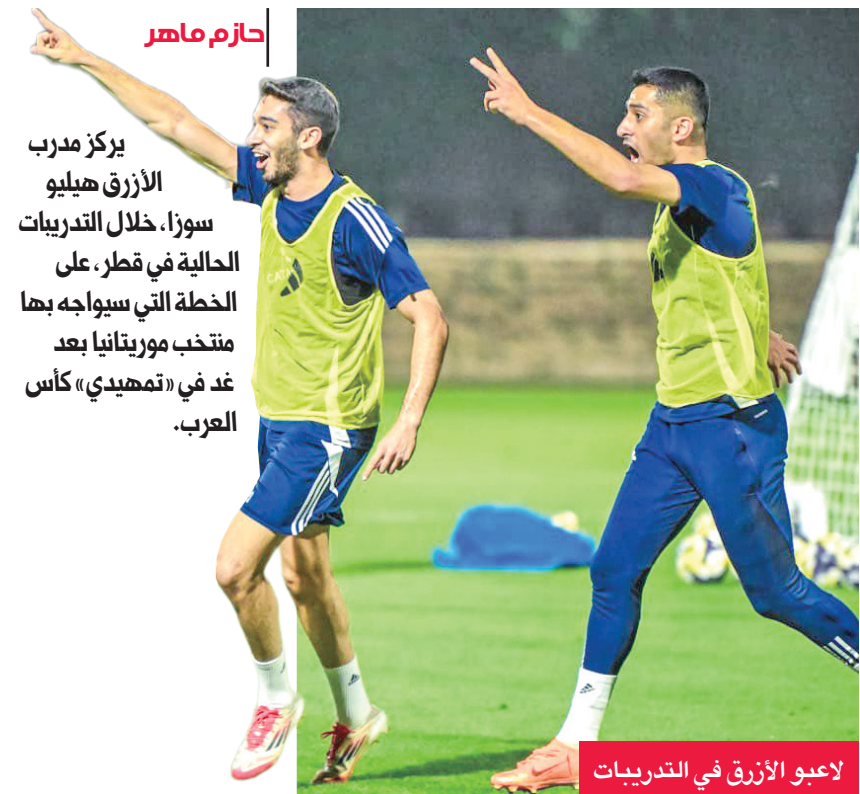 حازم ماهر
يركز مدرب
الأزرق هيليو
سوزا، خلال التدريبات
الحالية في قطر، على
الخطة التي سيواجه بها
منتخب موريتانيا بعد
غد في «تمهيدي» كأس
العرب.
لاعبو الأزرق في التدريبات